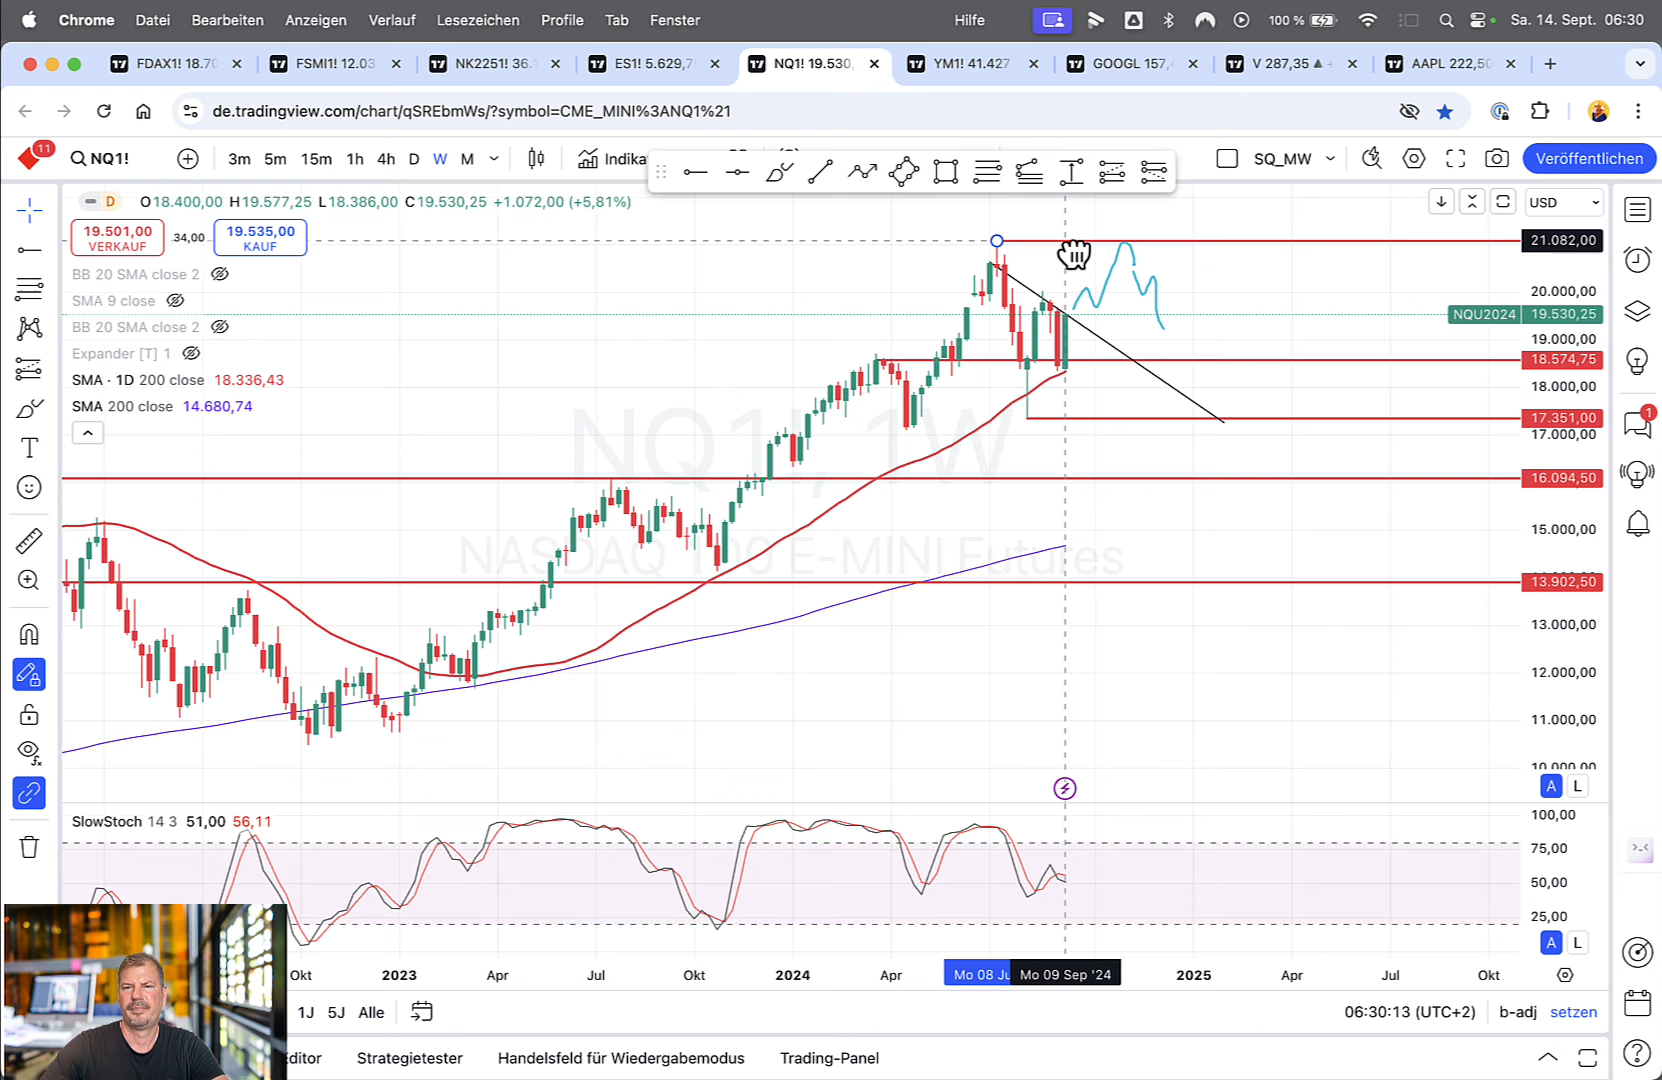 Chrome Datei Bearbeiten Anzeigen Verlauf Lesezeichen Profile Tab Fenster Hilfe 100 % Sa. 14. Sept. 06:30
FDAX1! 18.70 FSMI1! 12.03 NK2251! 36.1 ES1! 5.629,7 NQ1! 19.530, YM1! 41.427 GOOGL 157, V 287,35 AAPL 222,50
de.tradingview.com/chart/qSREbmWs/?symbol=CME_MINI%3ANQ1%21
11 NQ1! 3m 5m 15m 1h 4h D W M Indika SQ_MW Veröffentlichen
D O18.400,00 H19.577,25 L18.386,00 C19.530,25 +1.072,00 (+5,81%) USD
19.501,00 34,00 19.535,00 21.082,00
VERKAUF KAUF
BB 20 SMA close 2
20.000,00
SMA 9 close
NQU2024 19.530,25
BB 20 SMA close 2
19.000,00
Expander [T] 1 18.574,75
SMA · 1D 200 close 18.336,43 18.000,00
SMA 200 close 14.680,74
17.351,00 1
17.000,00
NQ1!, 1W
16.094,50
15.000,00
NASDAQ 100 E-MINI Futures
13.902,50
13.000,00
12.000,00
11.000,00
10.000,00
A L
SlowStoch 14 3 51,00 56,11 100,00
75,00
50,00
25,00
A L
Okt 2023 Apr Jul Okt 2024 Apr Mo 08 Ju Mo 09 Sep '24 2025 Apr Jul Okt
1J 5J Alle 06:30:13 (UTC+2) b-adj setzen
ditor Strategietester Handelsfeld für Wiedergabemodus Trading-Panel